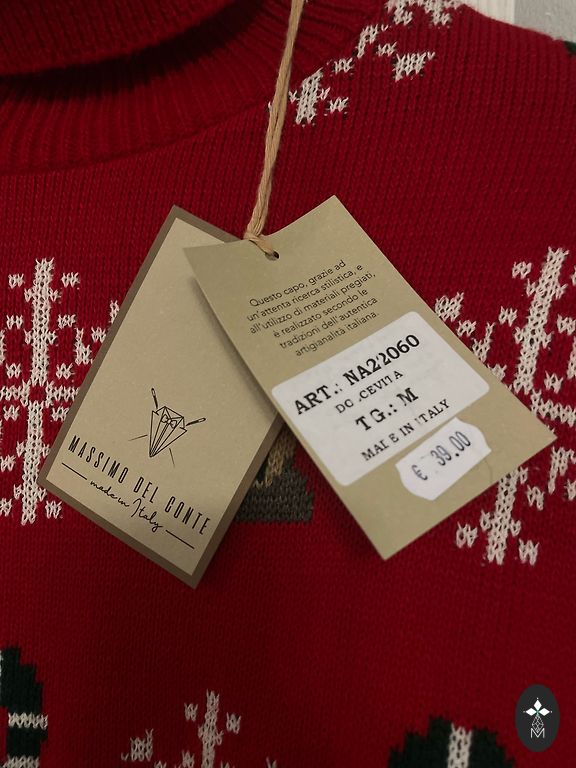 MASSIMO DEL CONTE
made in Italy
Questo capo, grazie ad
un'attenta ricerca stilistica, e
all'utilizzo di materiali pregiati,
è realizzato secondo le
tradizioni dell'autentica
artigianalità italiana.
ART.: NA22060
DOLCEVITA
TG.: M
MADE IN ITALY
€ 39.00
M